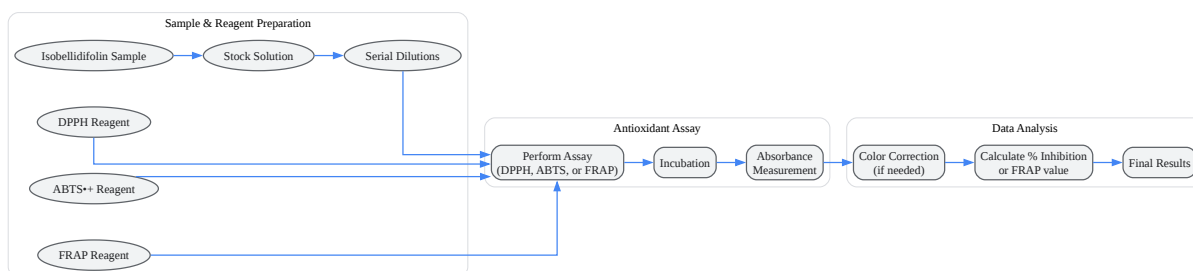 Sample & Reagent Preparation
Isobellidifolin Sample
Stock Solution
Serial Dilutions
DPPH Reagent
ABTS•+ Reagent
FRAP Reagent
Antioxidant Assay
Perform Assay
(DPPH, ABTS, or FRAP)
Incubation
Absorbance
Measurement
Data Analysis
Color Correction
(if needed)
Calculate % Inhibition
or FRAP value
Final Results